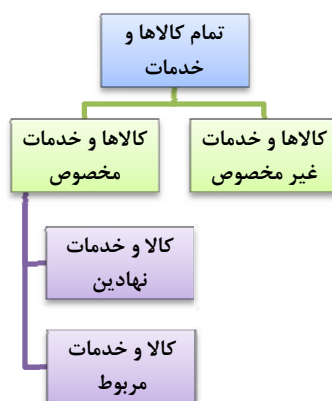 تمام کالاها و
خدمات
کالاها و خدمات
غیر مخصوص
کالاها و خدمات
مخصوص
کالا و خدمات
نهادین
کالا و خدمات
مربوط